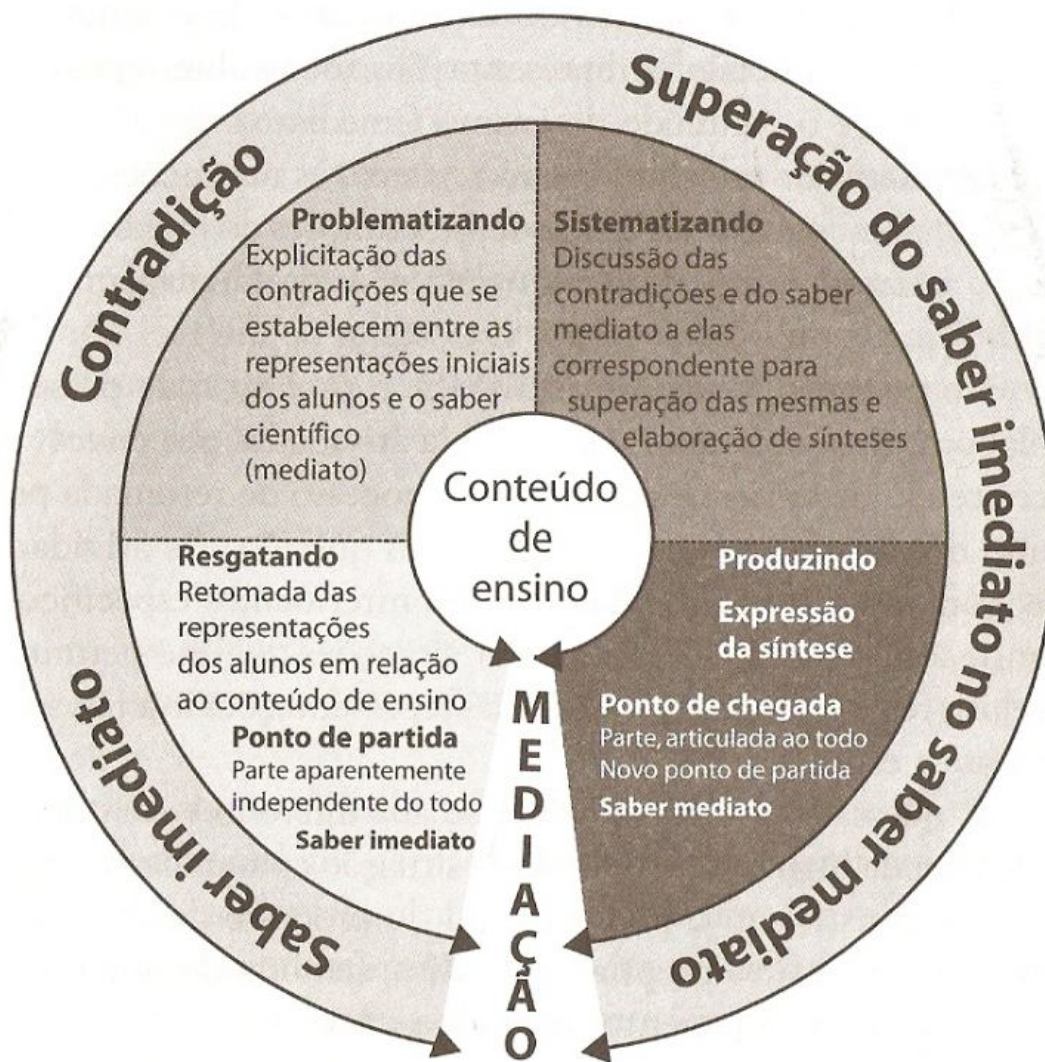 Contradição
Superação do saber imediato no saber mediato
Saber imediato
Problematizando
Explicitação das
contradições que se
estabelecem entre as
representações iniciais
dos alunos e o saber
científico
(mediato)
Sistematizando
Discussão das
contradições e do saber
mediato a elas
correspondente para
superação das mesmas e
elaboração de sínteses
Conteúdo
de
ensino
Resgatando
Retomada das
representações
dos alunos em relação
ao conteúdo de ensino
Ponto de partida
Parte aparentemente
independente do todo
Saber imediato
Produzindo
Expressão
da síntese
Ponto de chegada
Parte, articulada ao todo
Novo ponto de partida
Saber mediato
MEDIAÇÃO